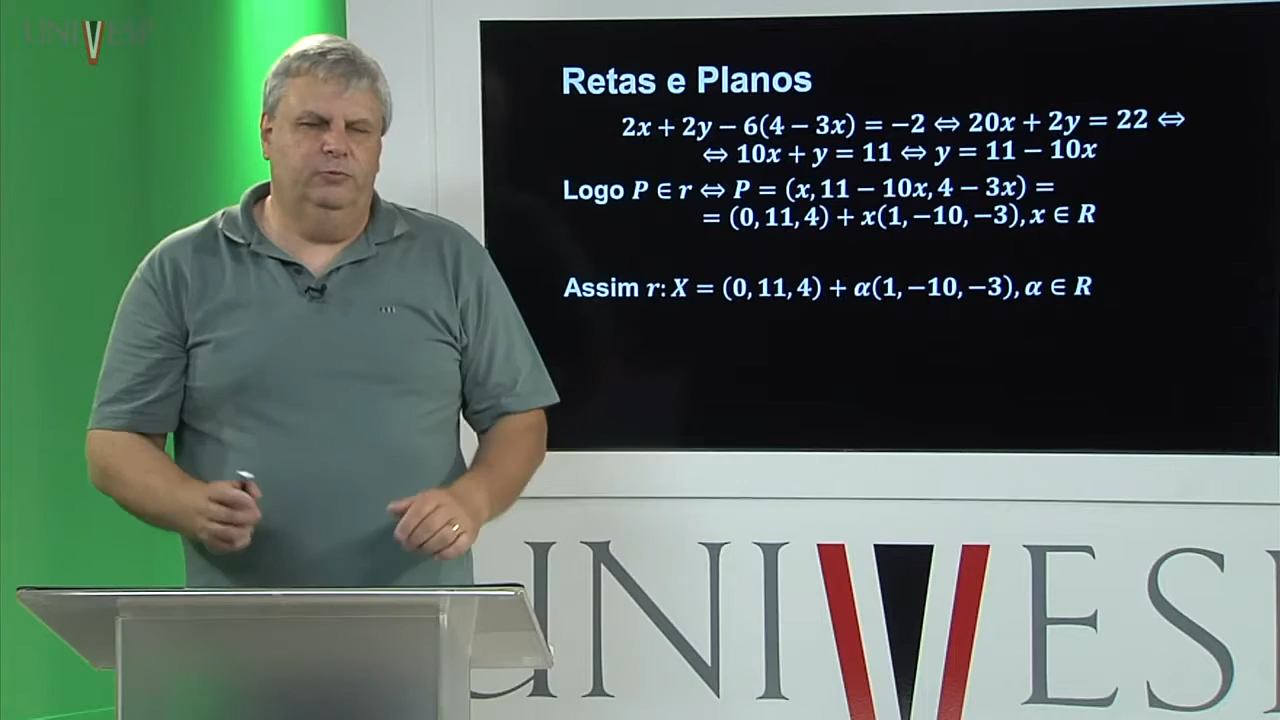 UNIVESP
Retas e Planos
2x + 2y − 6(4 − 3x) = −2 ⇔ 20x + 2y = 22 ⇔
⇔ 10x + y = 11 ⇔ y = 11 − 10x
Logo P ∈ r ⇔ P = (x, 11 − 10x, 4 − 3x) =
= (0, 11, 4) + x(1, −10, −3), x ∈ R
Assim r: X = (0, 11, 4) + α(1, −10, −3), α ∈ R
UNIVESP